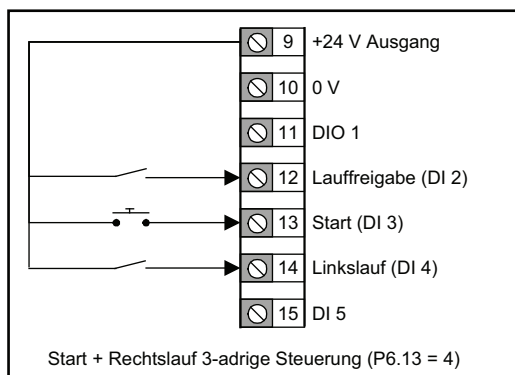 9 +24 V Ausgang
10 0 V
11 DIO 1
12 Lauffreigabe (DI 2)
13 Start (DI 3)
14 Linkslauf (DI 4)
15 DI 5
Start + Rechtslauf 3-adrige Steuerung (P6.13 = 4)